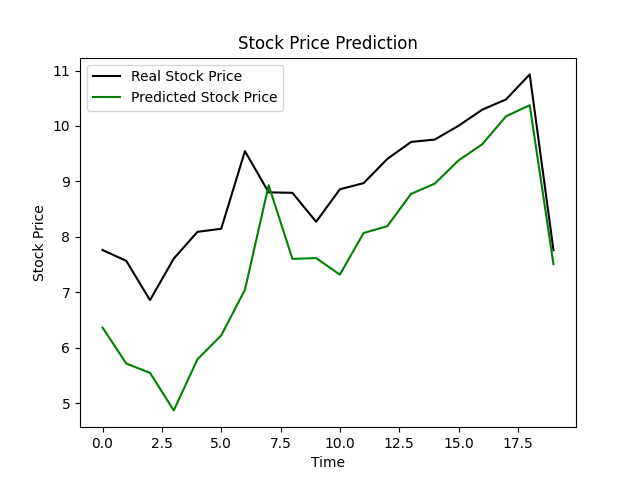 Stock Price Prediction
Real Stock Price
Predicted Stock Price
Stock Price
11
10
9
8
7
6
5
0.0 2.5 5.0 7.5 10.0 12.5 15.0 17.5
Time